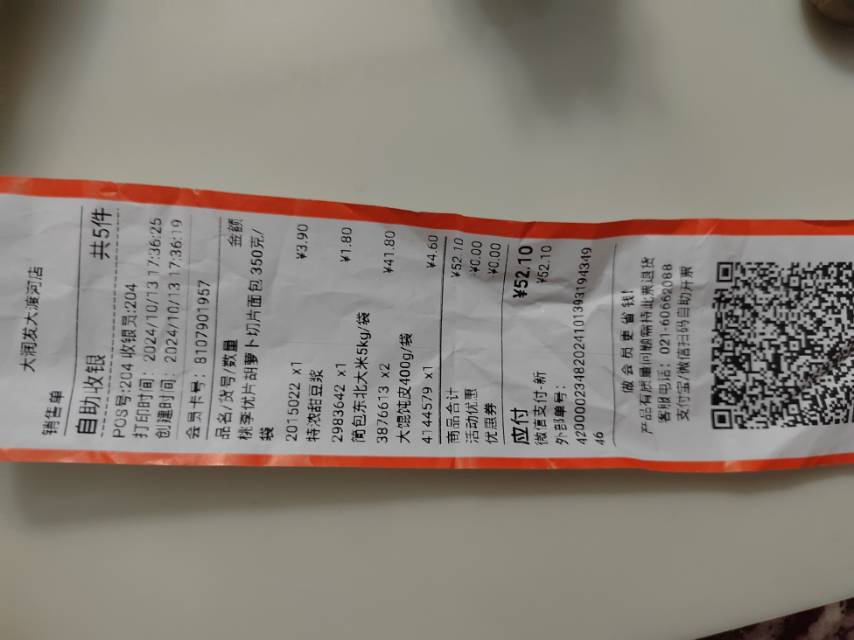 大润发大渡河店
销售单
自助收银 共5件
POS号:204 收银员:204
打印时间: 2024/10/13 17:36:25
创建时间: 2024/10/13 17:36:19
会员卡号: 8107901957
品名/货号/数量 金额
桃李优片胡萝卜切片面包350克/
袋
2015022 x1 ¥3.90
特浓甜豆浆
2983642 x1 ¥1.80
简包东北大米5kg/袋
3876613 x2 ¥41.80
大馄饨皮400g/袋
4144579 x1 ¥4.60
商品合计 ¥52.10
活动优惠 ¥0.00
优惠券 ¥0.00
应付 ¥52.10
微信支付-新 ¥52.10
外部单号:
42000023482024101393194349
46
做会员更省钱!
产品有质量问题需持此来退货
客服电话: 021-60662088
支付宝/微信扫码自助开票